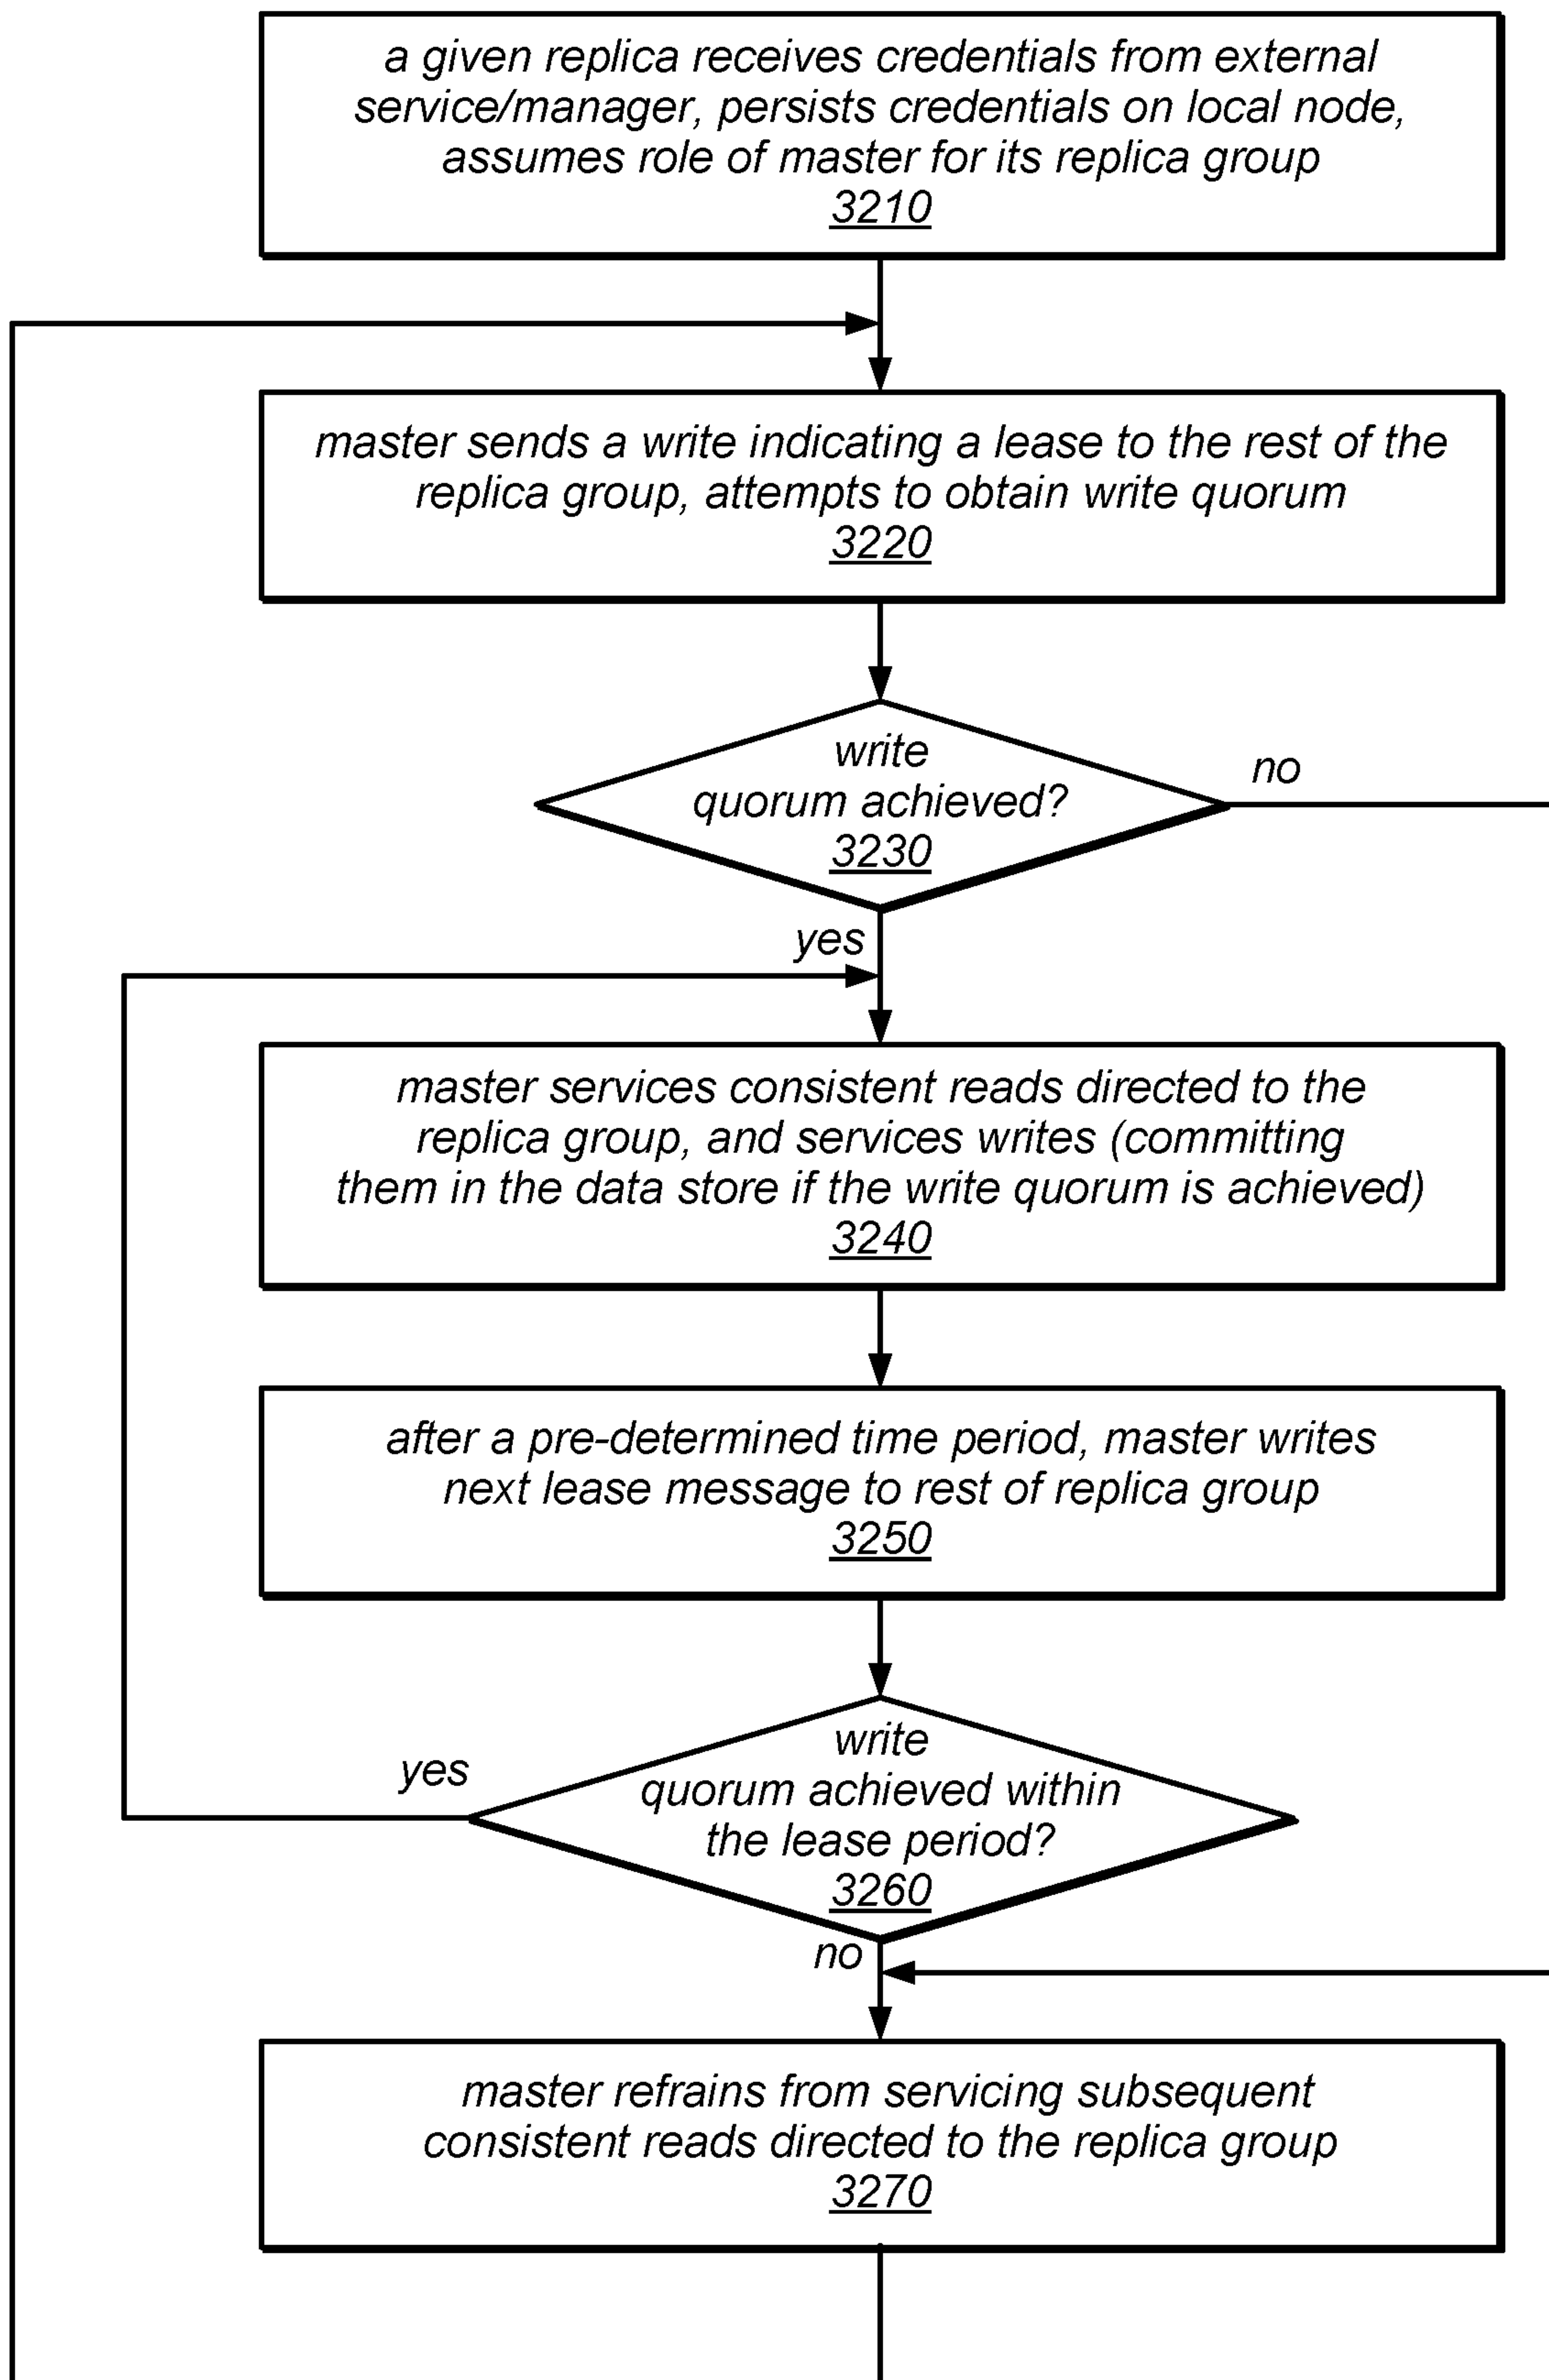 a given replica receives credentials from external
service/manager, persists credentials on local node,
assumes role of master for its replica group
3210
master sends a write indicating a lease to the rest of the
replica group, attempts to obtain write quorum
3220
write
quorum achieved?
3230
no
yes
master services consistent reads directed to the
replica group, and services writes (committing
them in the data store if the write quorum is achieved)
3240
after a pre-determined time period, master writes
next lease message to rest of replica group
3250
write
quorum achieved within
the lease period?
3260
yes
no
master refrains from servicing subsequent
consistent reads directed to the replica group
3270